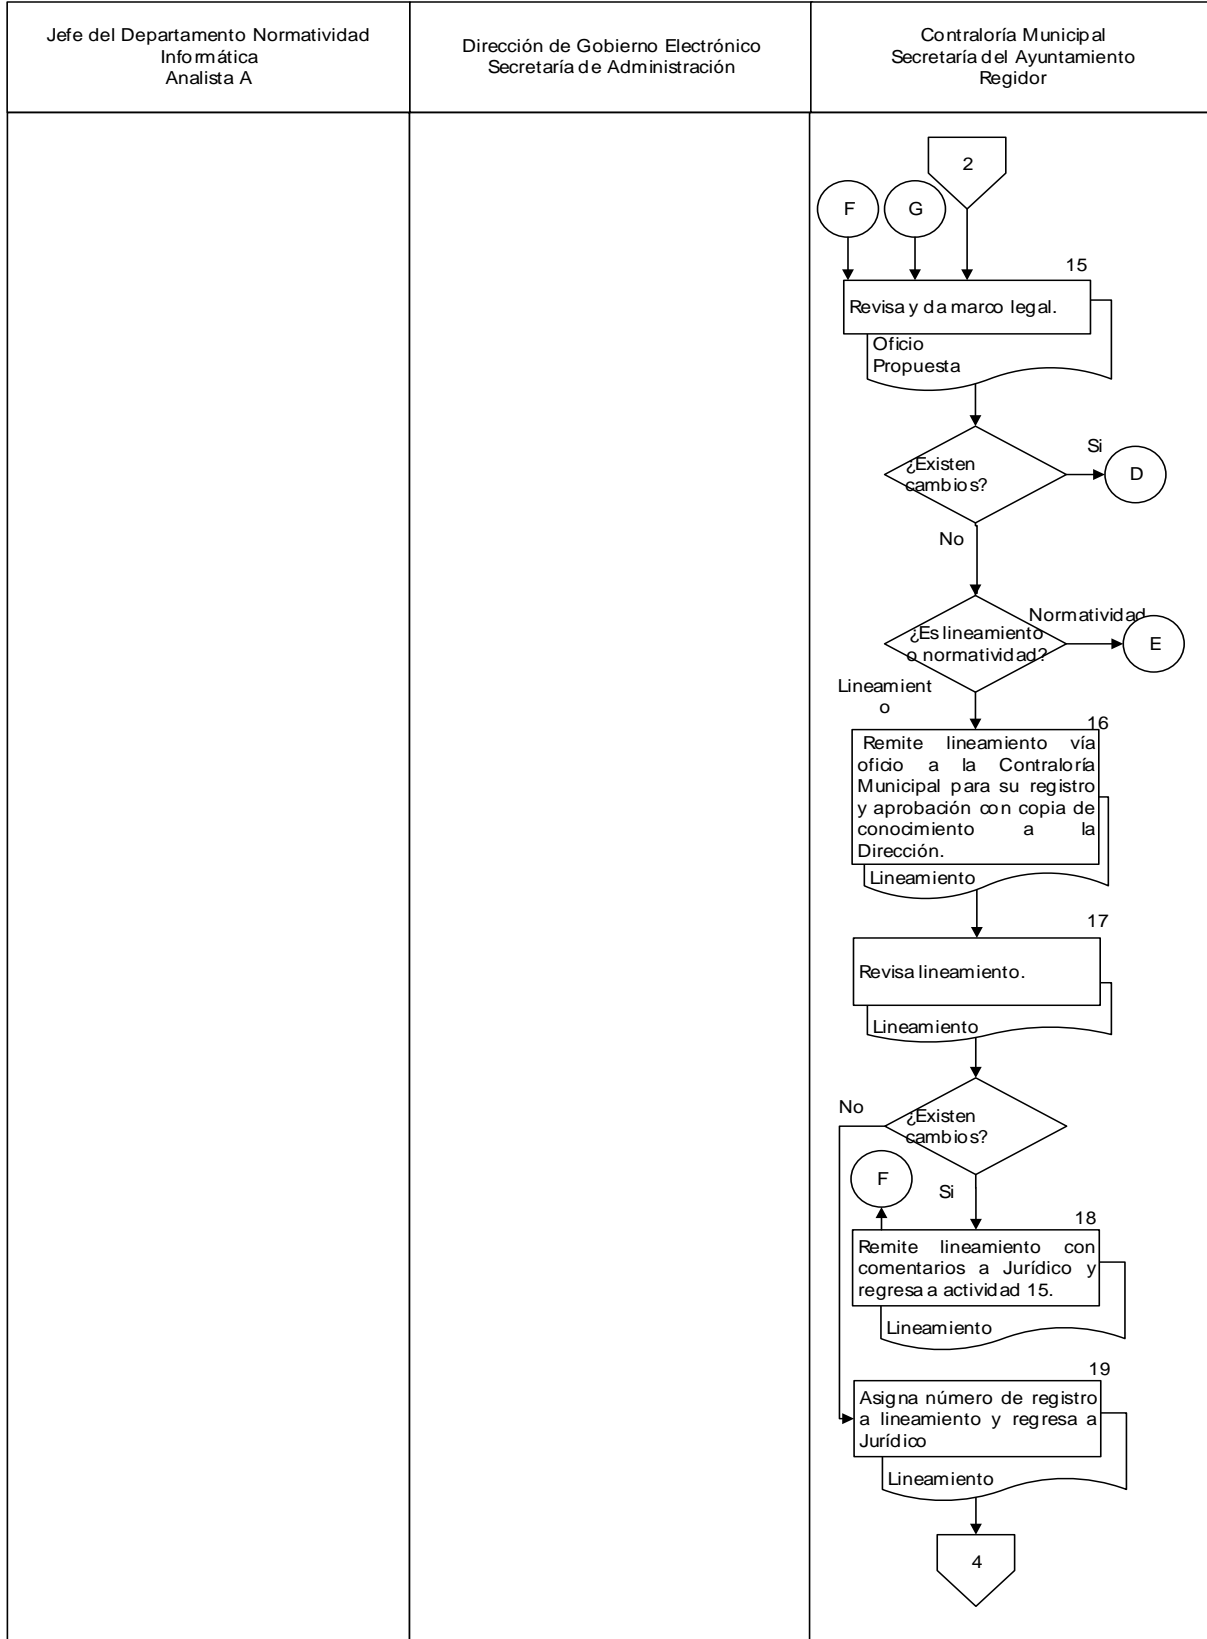 Jefe del Departamento Normatividad
Informática
Analista A
Dirección de Gobierno Electrónico
Secretaría de Administración
Contraloría Municipal
Secretaría del Ayuntamiento
Regidor
2
F
G
15
Revisa y da marco legal.
Oficio
Propuesta
¿Existen
cambios?
Si
D
No
¿Es lineamiento
o normatividad?
Normatividad
E
Lineamient
o
16
Remite lineamiento vía
oficio a la Contraloría
Municipal para su registro
y aprobación con copia de
conocimiento a la
Dirección.
Lineamiento
17
Revisa lineamiento.
Lineamiento
¿Existen
cambios?
No
F
Si
18
Remite lineamiento con
comentarios a Jurídico y
regresa a actividad 15.
Lineamiento
19
Asigna número de registro
a lineamiento y regresa a
Jurídico
Lineamiento
4